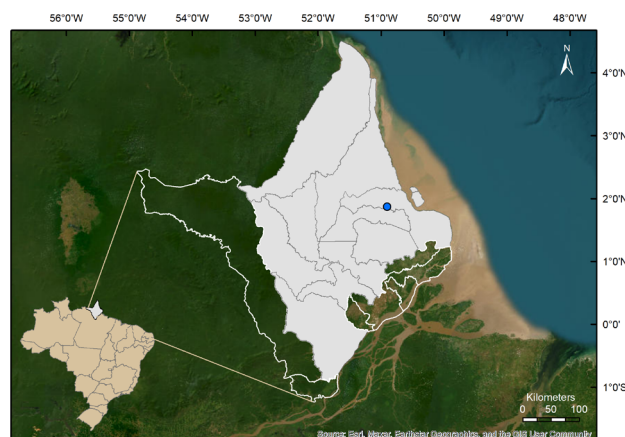 56°0'W 55°0'W 54°0'W 53°0'W 52°0'W 51°0'W 50°0'W 49°0'W 48°0'W
N
4°0'N
3°0'N
2°0'N
1°0'N
0°0'
1°0'S
Kilometers
0 50 100
Source: Esri, Maxar, Earthstar Geographics, and the GIS User Community